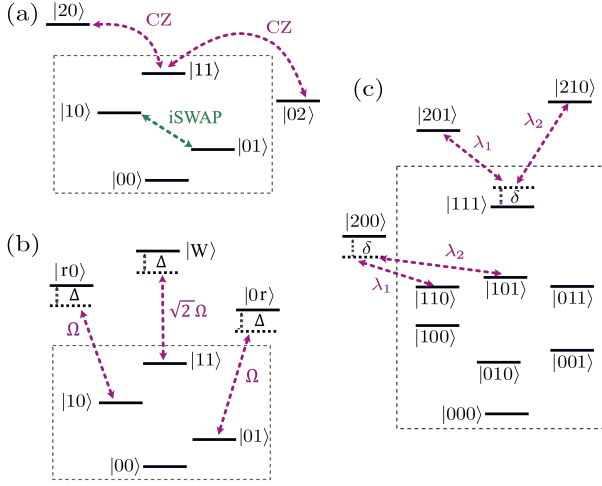 (a)
|20⟩
CZ
CZ
|11⟩
|10⟩
iSWAP
|02⟩
|01⟩
|00⟩
(b)
|W⟩
|r0⟩
Δ
Δ
|0r⟩
Δ
√2 Ω
Ω
Ω
|11⟩
|10⟩
|01⟩
|00⟩
(c)
|210⟩
|201⟩
λ₁
λ₂
δ
|111⟩
|200⟩
δ
λ₂
λ₁
|110⟩
|101⟩
|011⟩
|100⟩
|010⟩
|001⟩
|000⟩